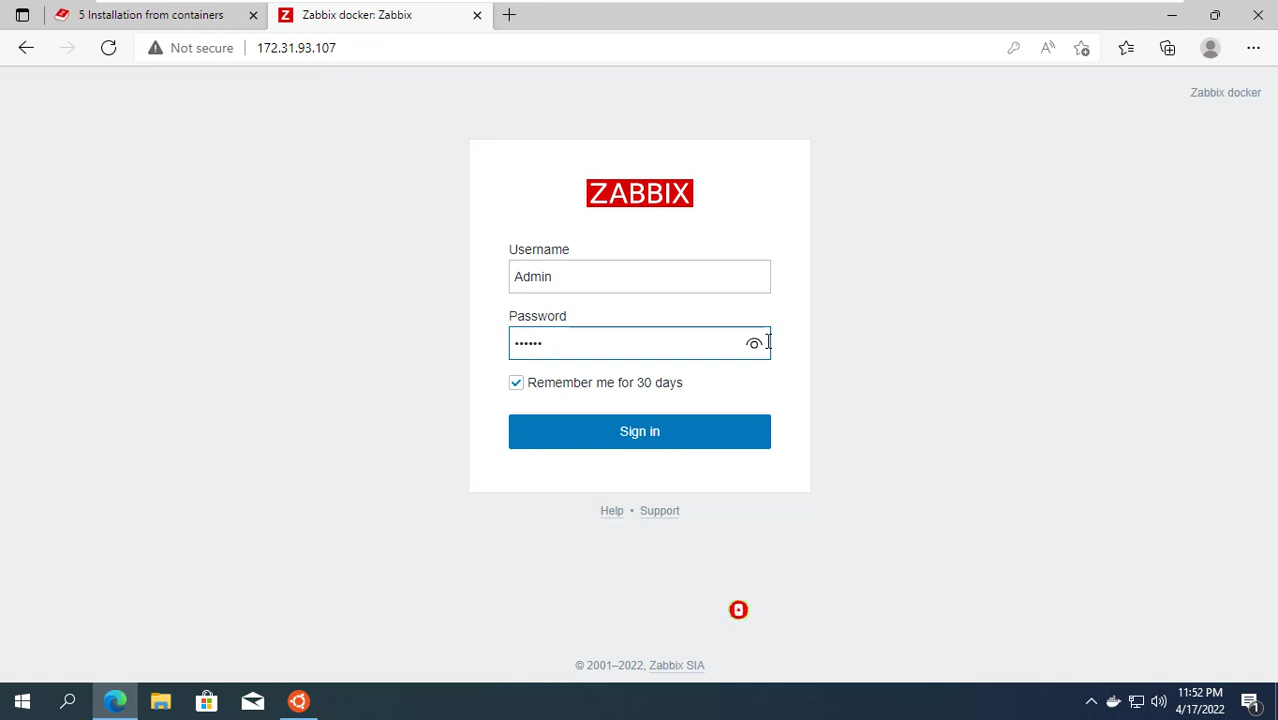 5 Installation from containers
Zabbix docker: Zabbix
Not secure
172.31.93.107
Zabbix docker
ZABBIX
Username
Admin
Password
••••••
Remember me for 30 days
Sign in
Help • Support
© 2001–2022, Zabbix SIA
11:52 PM
4/17/2022
1